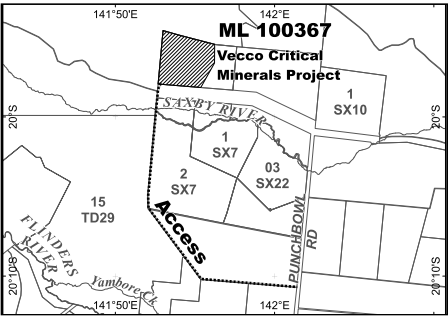 141°50'E
142°E
ML 100367
Vecco Critical
Minerals Project
1
SX10
SAXBY RIVER
20°S
1
SX7
03
SX22
2
SX7
15
TD29
Access
PUNCHBOWL
RD
FLINDERS
RIVER
Yambore Ck
20°10'S
20°10'S
141°50'E
142°E
20°S